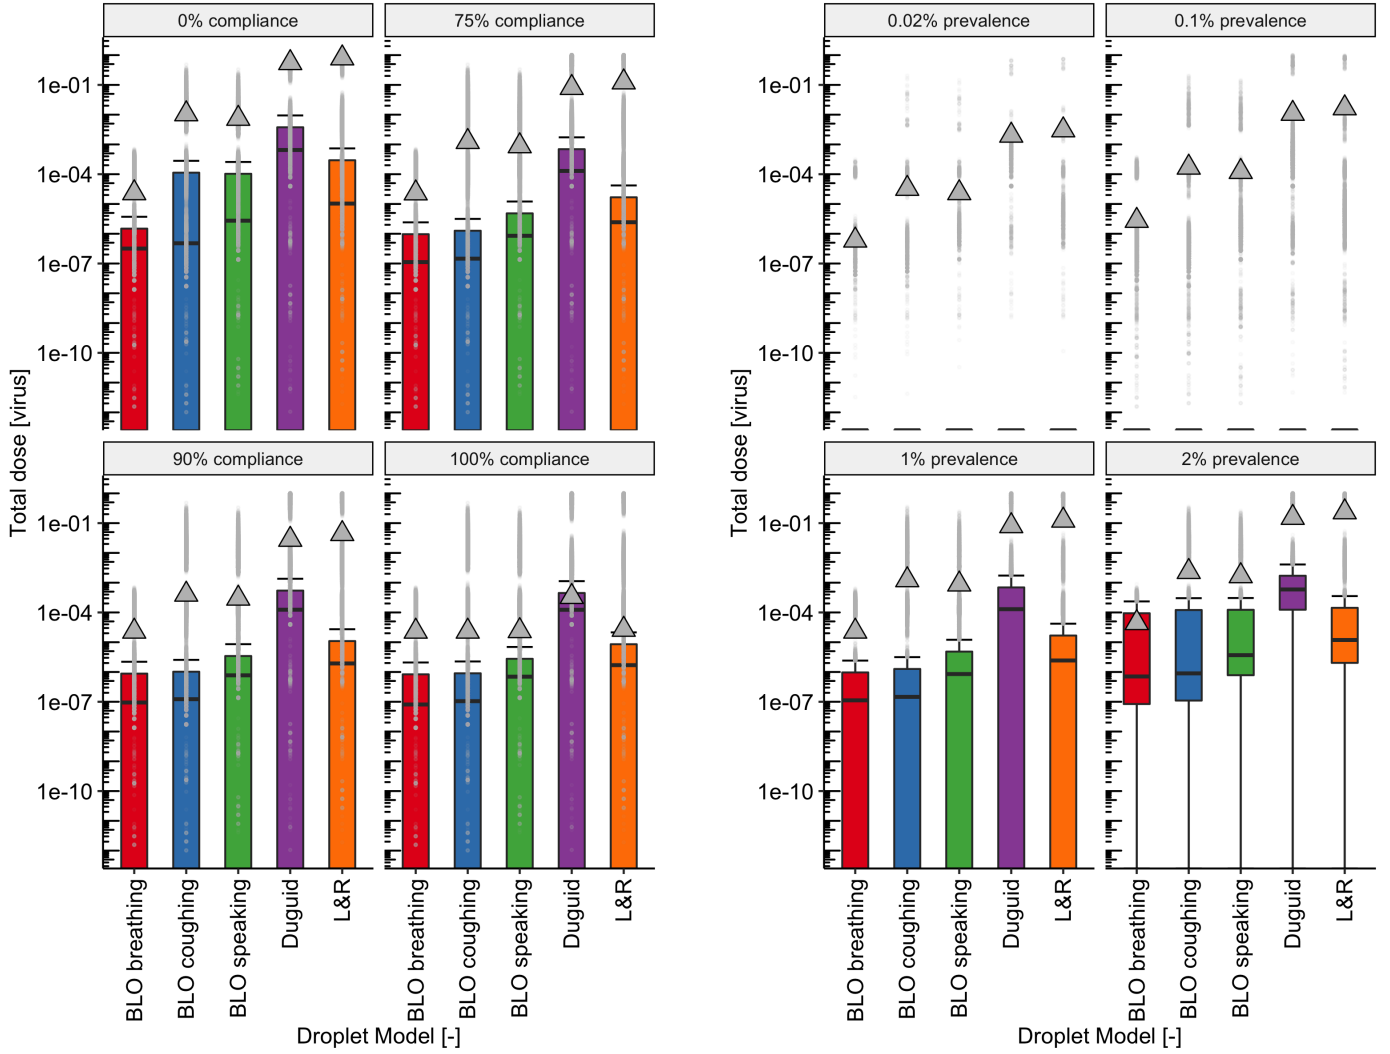 0% compliance
75% compliance
1e-01
1e-04
1e-07
1e-10
90% compliance
100% compliance
1e-01
1e-04
1e-07
1e-10
Total dose [virus]
BLO breathing
BLO coughing
BLO speaking
Duguid
L&R
BLO breathing
BLO coughing
BLO speaking
Duguid
L&R
Droplet Model [-]
0.02% prevalence
0.1% prevalence
1e-01
1e-04
1e-07
1e-10
1% prevalence
2% prevalence
1e-01
1e-04
1e-07
1e-10
Total dose [virus]
BLO breathing
BLO coughing
BLO speaking
Duguid
L&R
BLO breathing
BLO coughing
BLO speaking
Duguid
L&R
Droplet Model [-]